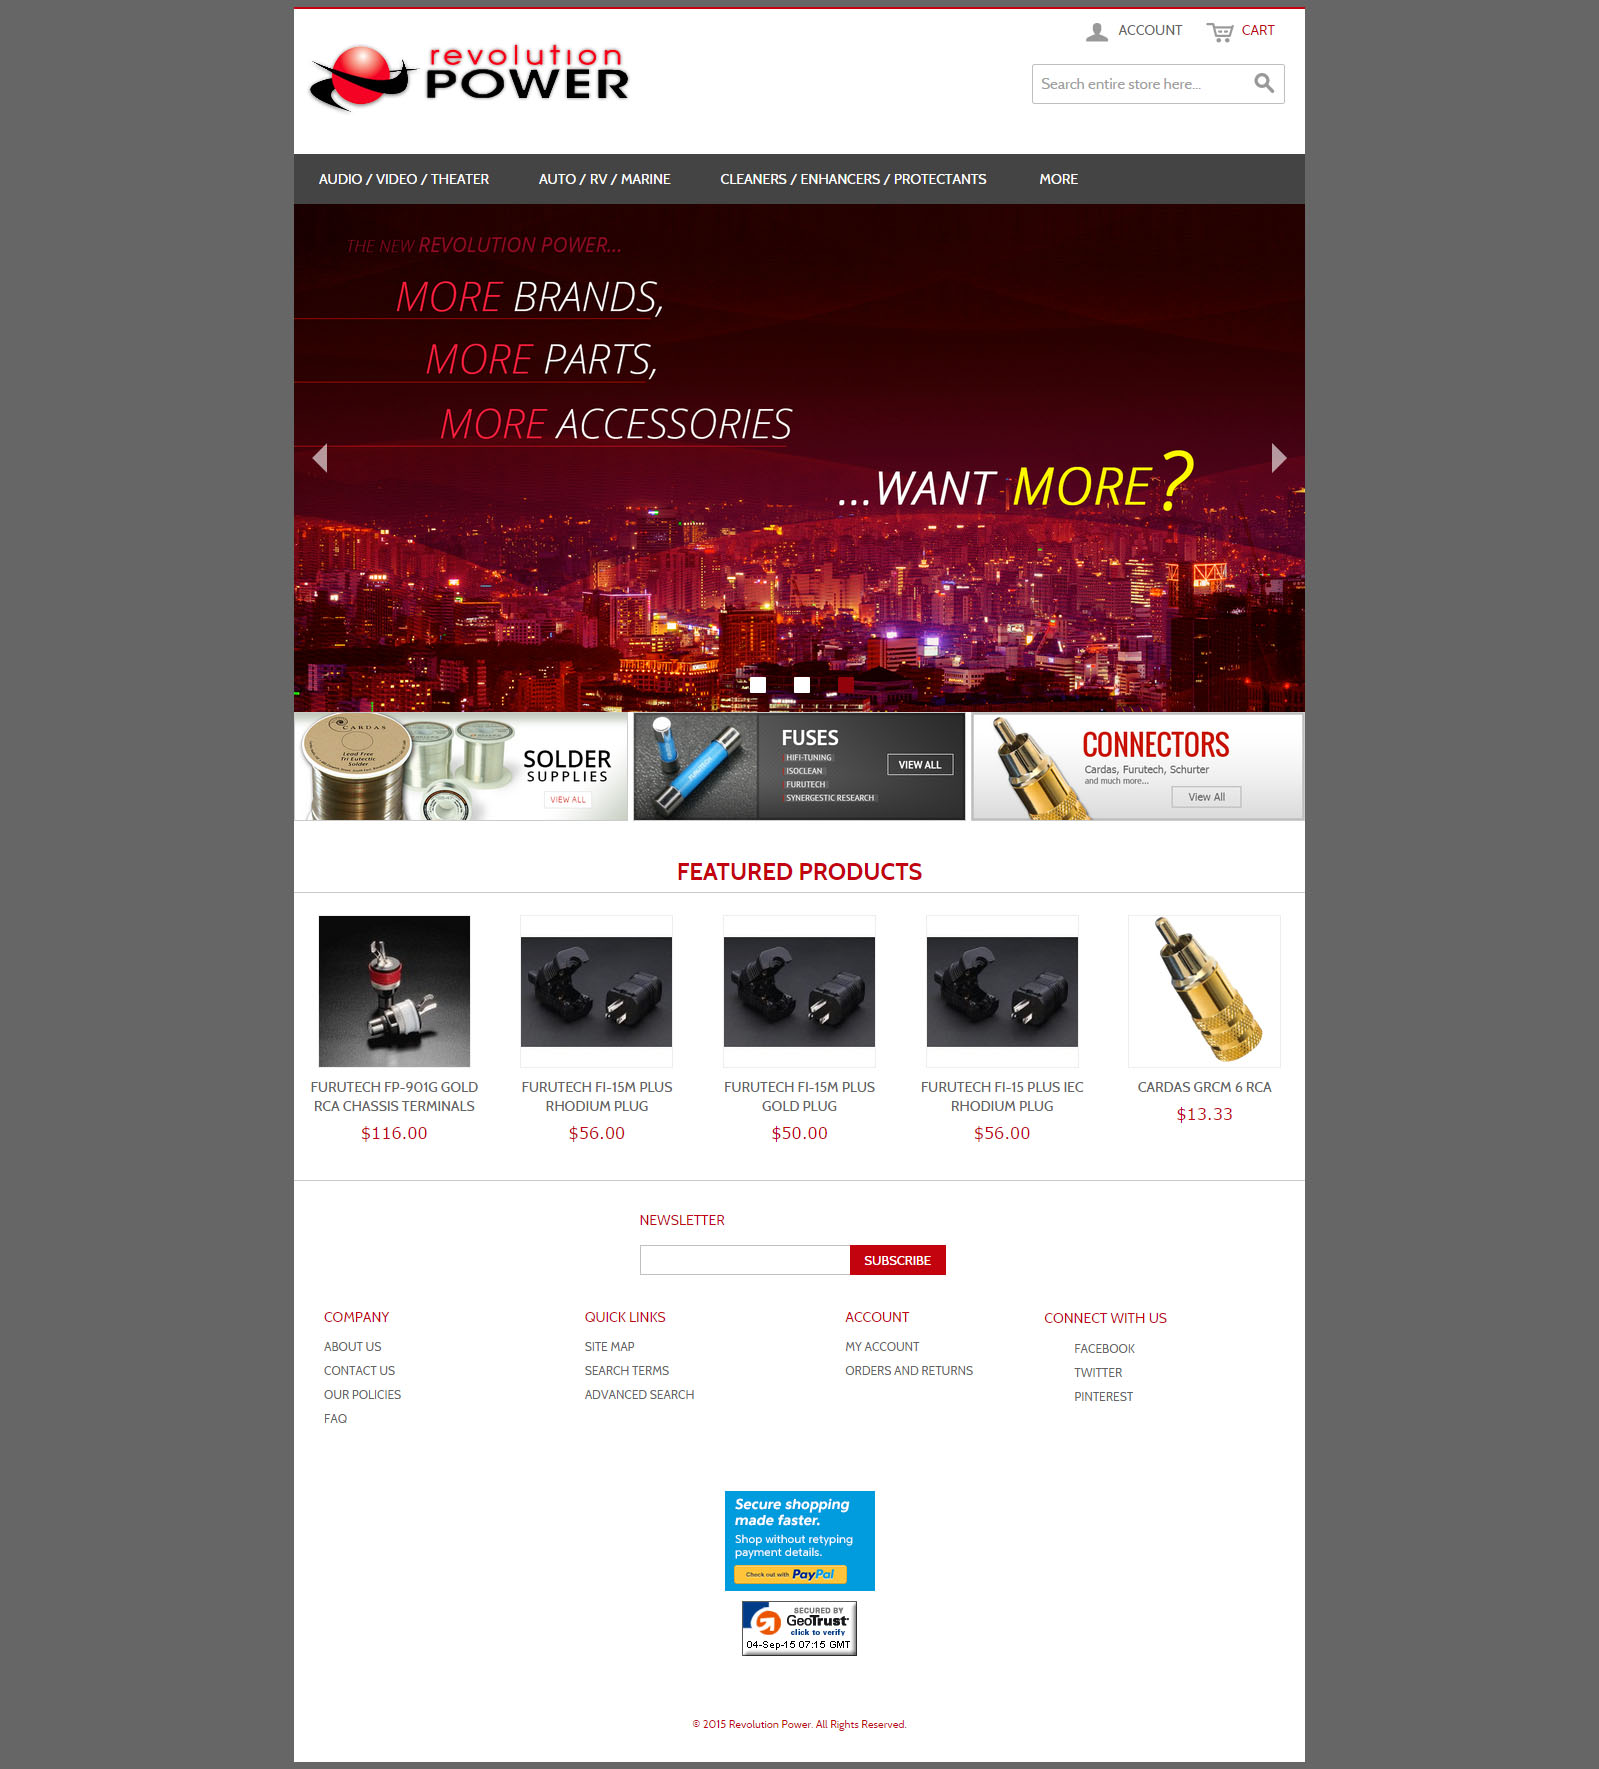 revolution
POWER
ACCOUNT
CART
Search entire store here...
AUDIO / VIDEO / THEATER
AUTO / RV / MARINE
CLEANERS / ENHANCERS / PROTECTANTS
MORE
THE NEW REVOLUTION POWER...
MORE BRANDS,
MORE PARTS,
MORE ACCESSORIES
...WANT MORE?
CARDAS
Lead Free
Tri Eutectic
Solder
SOLDER
SUPPLIES
VIEW ALL
FURUTECH
FUSES
HIFI-TUNING
ISOCLEAN
FURUTECH
SYNERGESTIC RESEARCH
VIEW ALL
CONNECTORS
Cardas, Furutech, Schurter
and much more...
View All
FEATURED PRODUCTS
FURUTECH FP-901G GOLD
RCA CHASSIS TERMINALS
$116.00
FURUTECH FI-15M PLUS
RHODIUM PLUG
$56.00
FURUTECH FI-15M PLUS
GOLD PLUG
$50.00
FURUTECH FI-15 PLUS IEC
RHODIUM PLUG
$56.00
CARDAS GRCM 6 RCA
$13.33
NEWSLETTER
SUBSCRIBE
COMPANY
ABOUT US
CONTACT US
OUR POLICIES
FAQ
QUICK LINKS
SITE MAP
SEARCH TERMS
ADVANCED SEARCH
ACCOUNT
MY ACCOUNT
ORDERS AND RETURNS
CONNECT WITH US
FACEBOOK
TWITTER
PINTEREST
Secure shopping
made faster.
Shop without retyping
payment details.
Check out with PayPal
SECURED BY
GeoTrust
click to verify
04-Sep-15 07:15 GMT
© 2015 Revolution Power. All Rights Reserved.